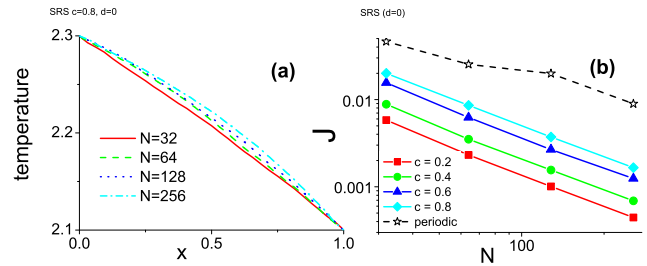 SRS c=0.8, d=0
2.3
2.2
2.1
temperature
(a)
N=32
N=64
N=128
N=256
0.0
0.5
1.0
x
SRS (d=0)
0.01
0.001
J
(b)
c = 0.2
c = 0.4
c = 0.6
c = 0.8
periodic
N
100